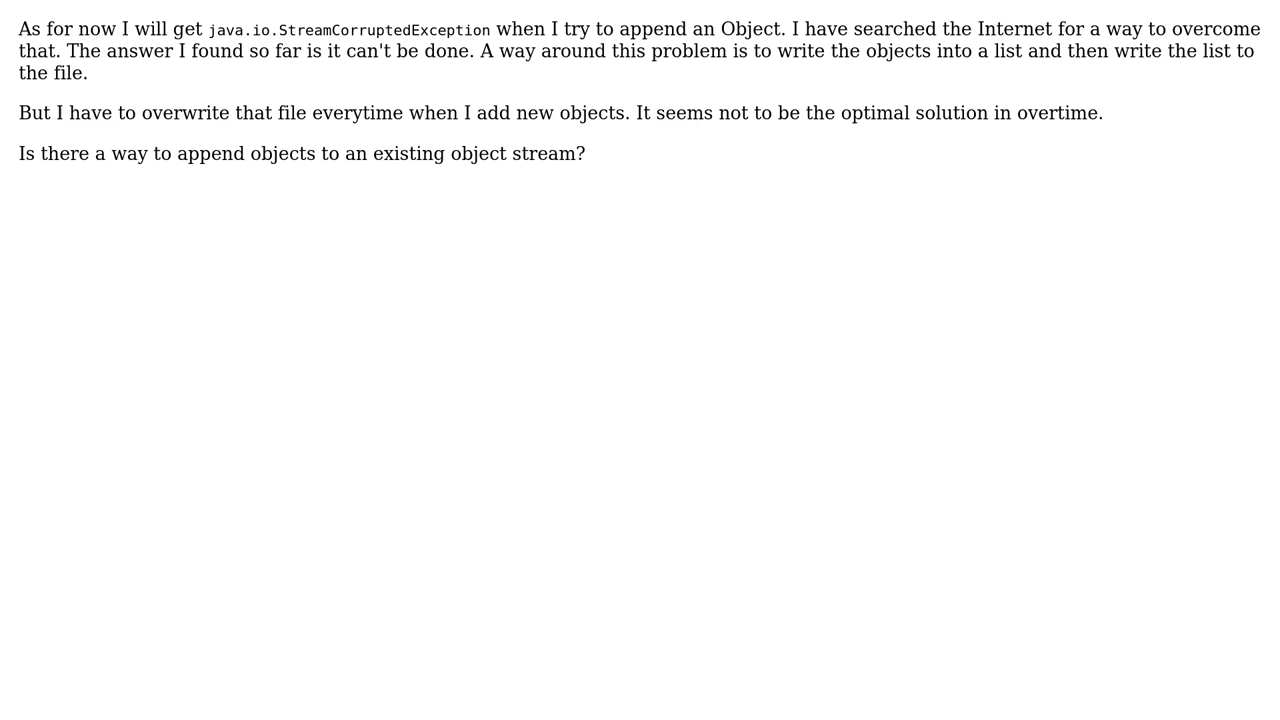 As for now I will get java.io.StreamCorruptedException when I try to append an Object. I have searched the Internet for a way to overcome
that. The answer I found so far is it can't be done. A way around this problem is to write the objects into a list and then write the list to
the file.
But I have to overwrite that file everytime when I add new objects. It seems not to be the optimal solution in overtime.
Is there a way to append objects to an existing object stream?